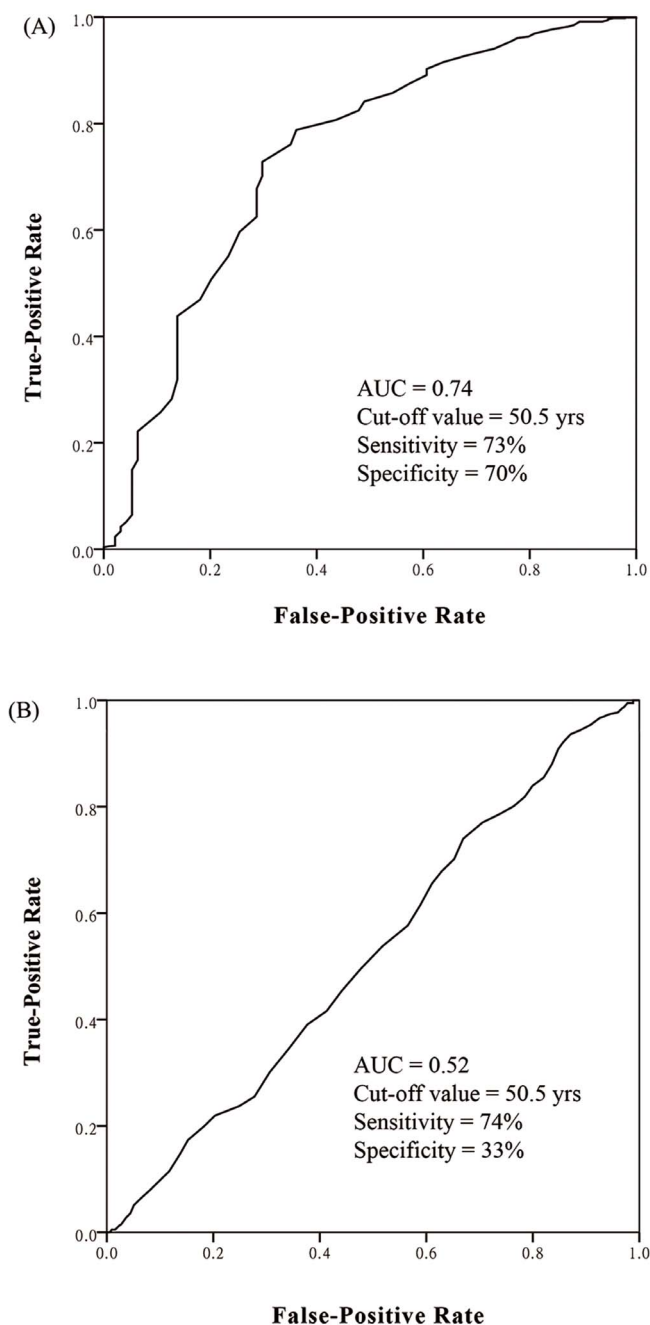 (A)
1.0
0.8
0.6
0.4
0.2
0.0
True-Positive Rate
AUC = 0.74
Cut-off value = 50.5 yrs
Sensitivity = 73%
Specificity = 70%
0.0 0.2 0.4 0.6 0.8 1.0
False-Positive Rate
(B)
1.0
0.8
0.6
0.4
0.2
0.0
True-Positive Rate
AUC = 0.52
Cut-off value = 50.5 yrs
Sensitivity = 74%
Specificity = 33%
0.0 0.2 0.4 0.6 0.8 1.0
False-Positive Rate